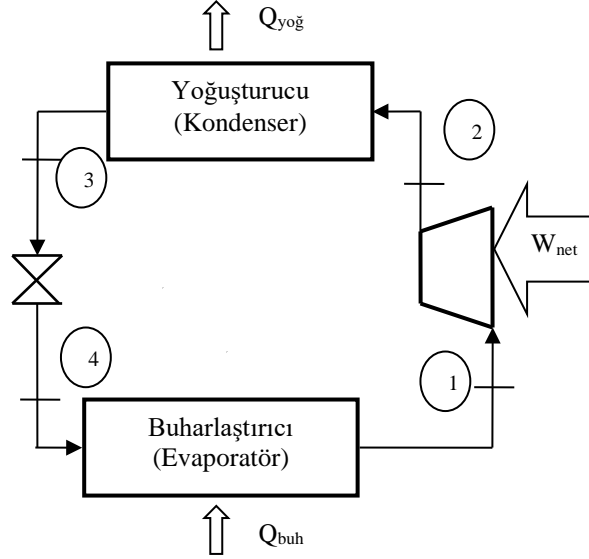 Qyoğ
Yoğuşturucu
(Kondenser)
2
3
Wnet
4
1
Buharlaştırıcı
(Evaporatör)
Qbuh